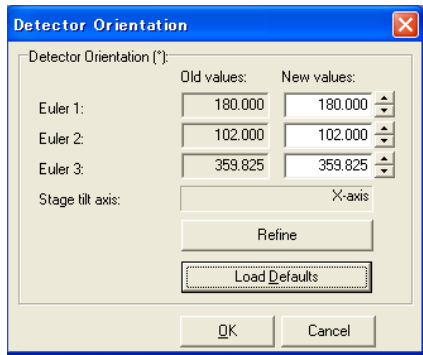 Detector Orientation
Detector Orientation (*):
Old values: New values:
Euler 1: 180.000 180.000
Euler 2: 102.000 102.000
Euler 3: 359.825 359.825
Stage tilt axis: X-axis
Refine
Load Defaults
OK Cancel